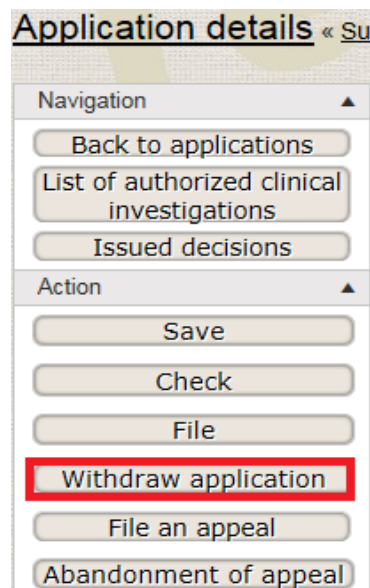 Application details « Su
Navigation
Back to applications
List of authorized clinical
investigations
Issued decisions
Action
Save
Check
File
Withdraw application
File an appeal
Abandonment of appeal